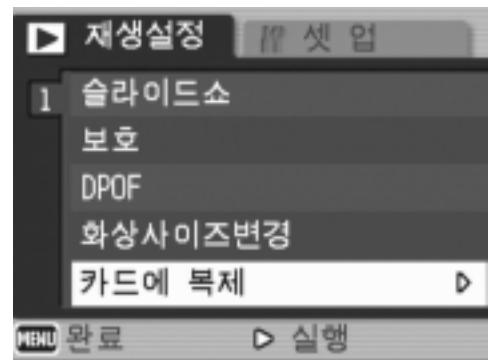 재생설정 셋 업
1 슬라이드쇼
보호
DPOF
화상사이즈변경
카드에 복제
MENU 완료 실행